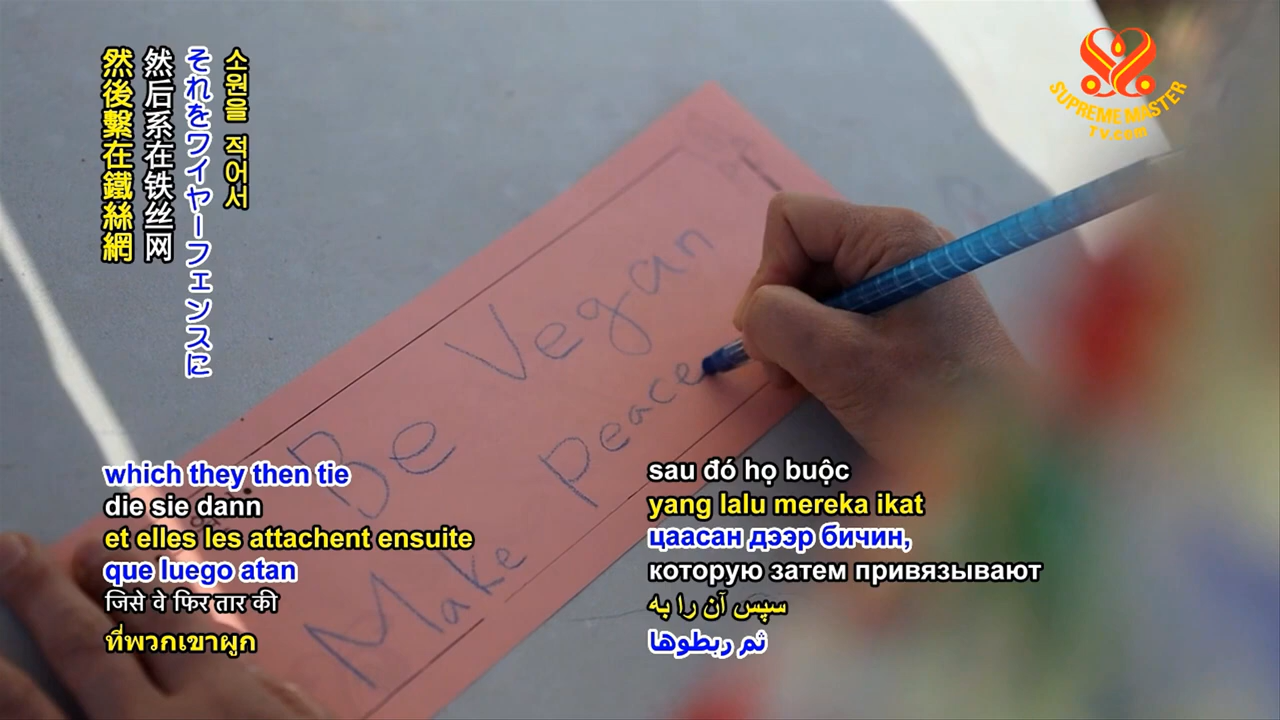 소원을 적어서
それをワイヤーフェンスに
然后系在铁丝网
然後繫在鐵絲網
SUPREME MASTER
TV.com
Be Vegan
Make peace
which they then tie
die sie dann
et elles les attachent ensuite
que luego atan
जिसे वे फिर तार की
ที่พวกเขาผูก
sau đó họ buộc
yang lalu mereka ikat
цаасан дээр бичин,
которую затем привязывают
سپس آن را به
ثم ربطوها